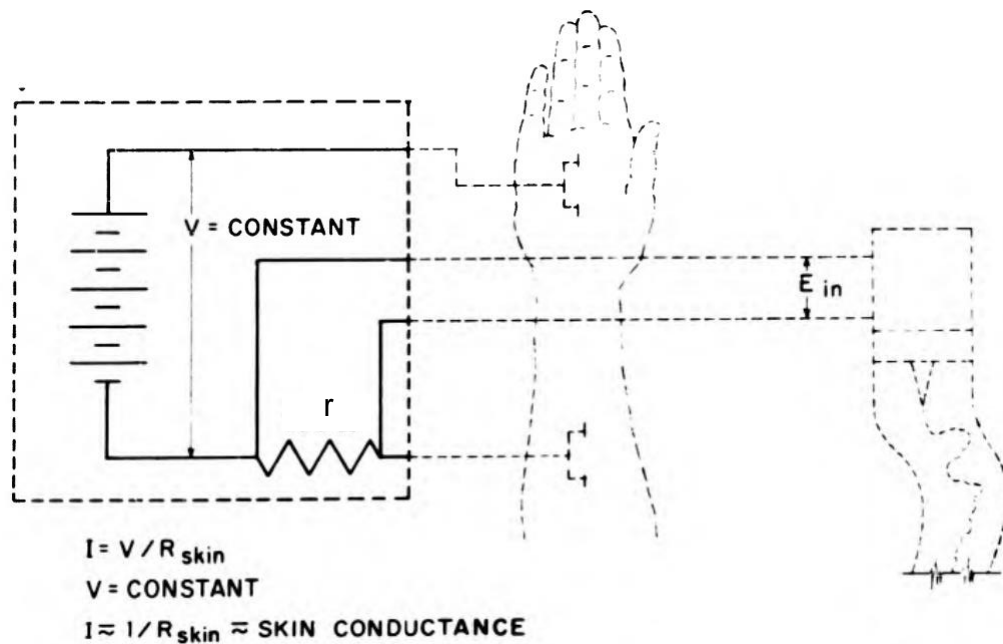 V = CONSTANT
E in
r
I = V / R skin
V = CONSTANT
I ≈ 1/R skin ≈ SKIN CONDUCTANCE